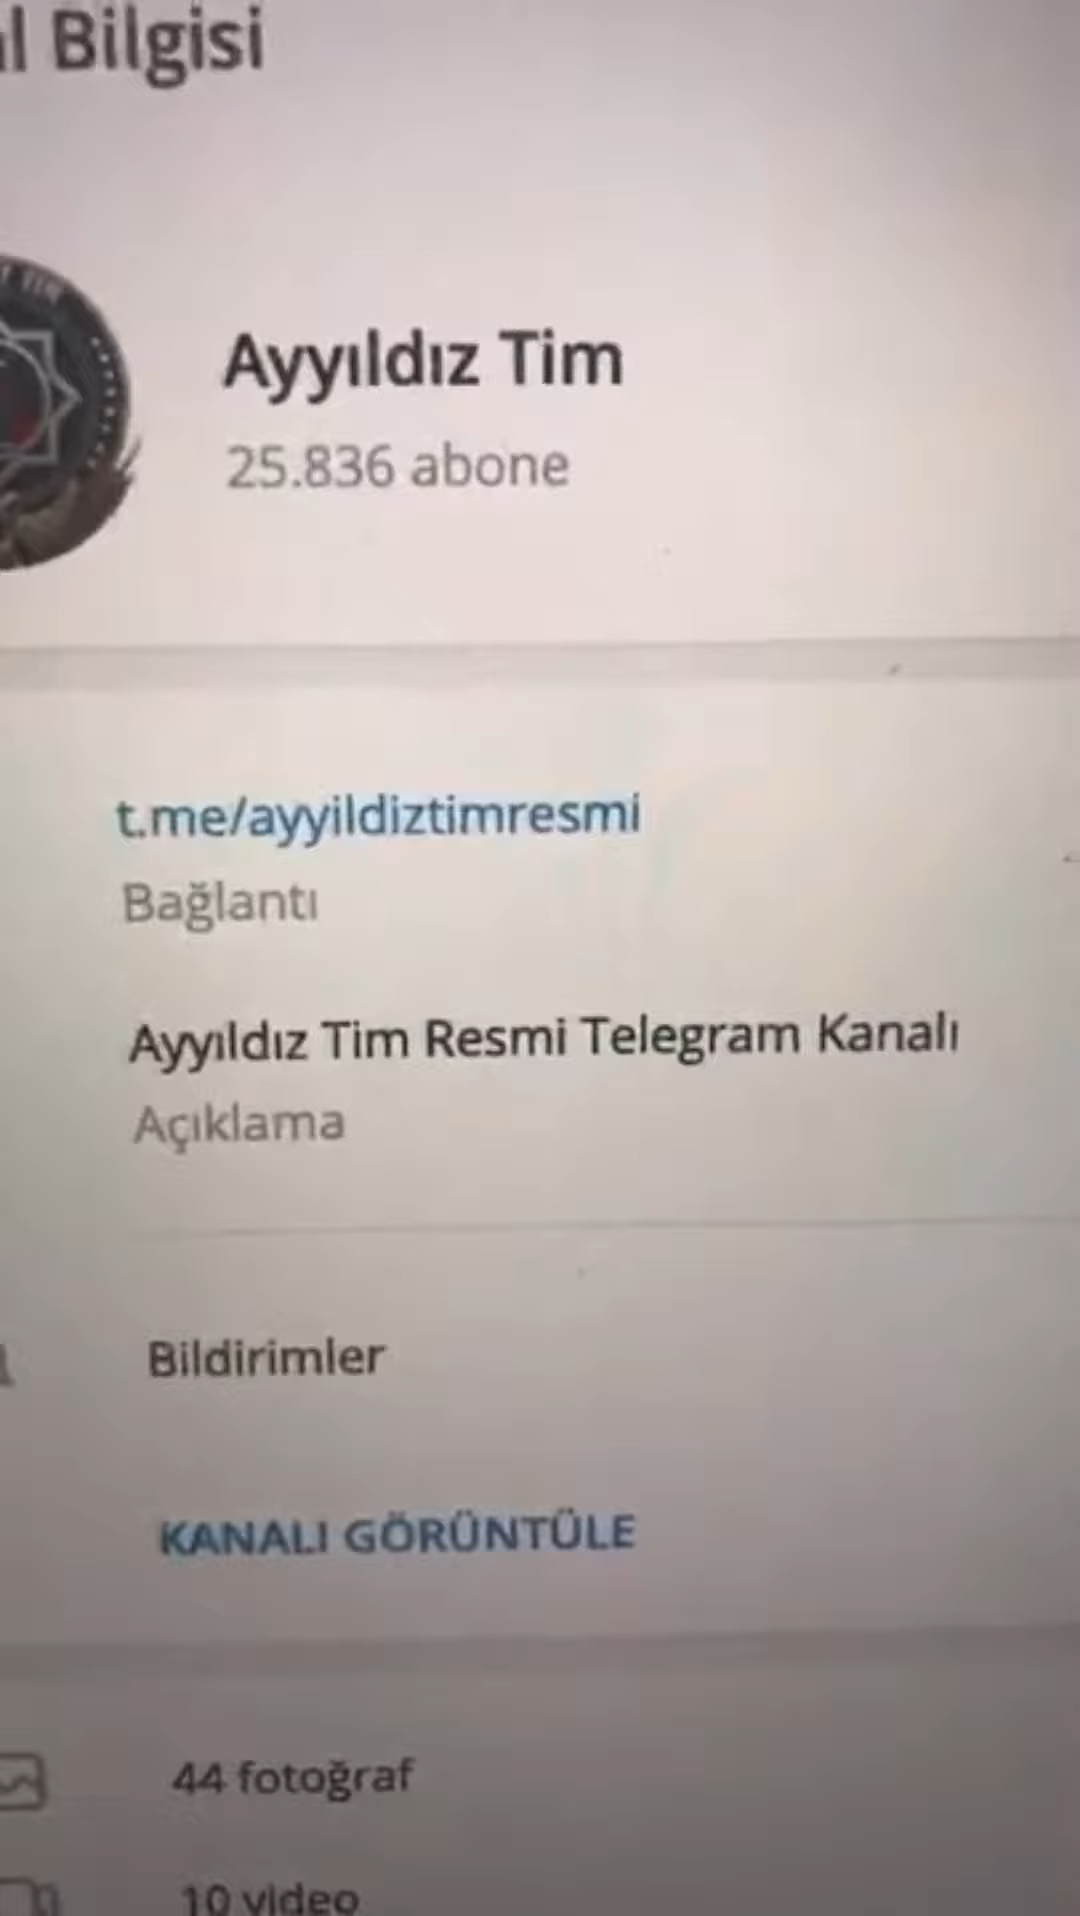 Bilgisi
TIM
Ayyıldız Tim
25.836 abone
t.me/ayyildiztimresmi
Bağlantı
Ayyıldız Tim Resmi Telegram Kanalı
Açıklama
Bildirimler
KANALI GÖRÜNTÜLE
44 fotoğraf
10 video